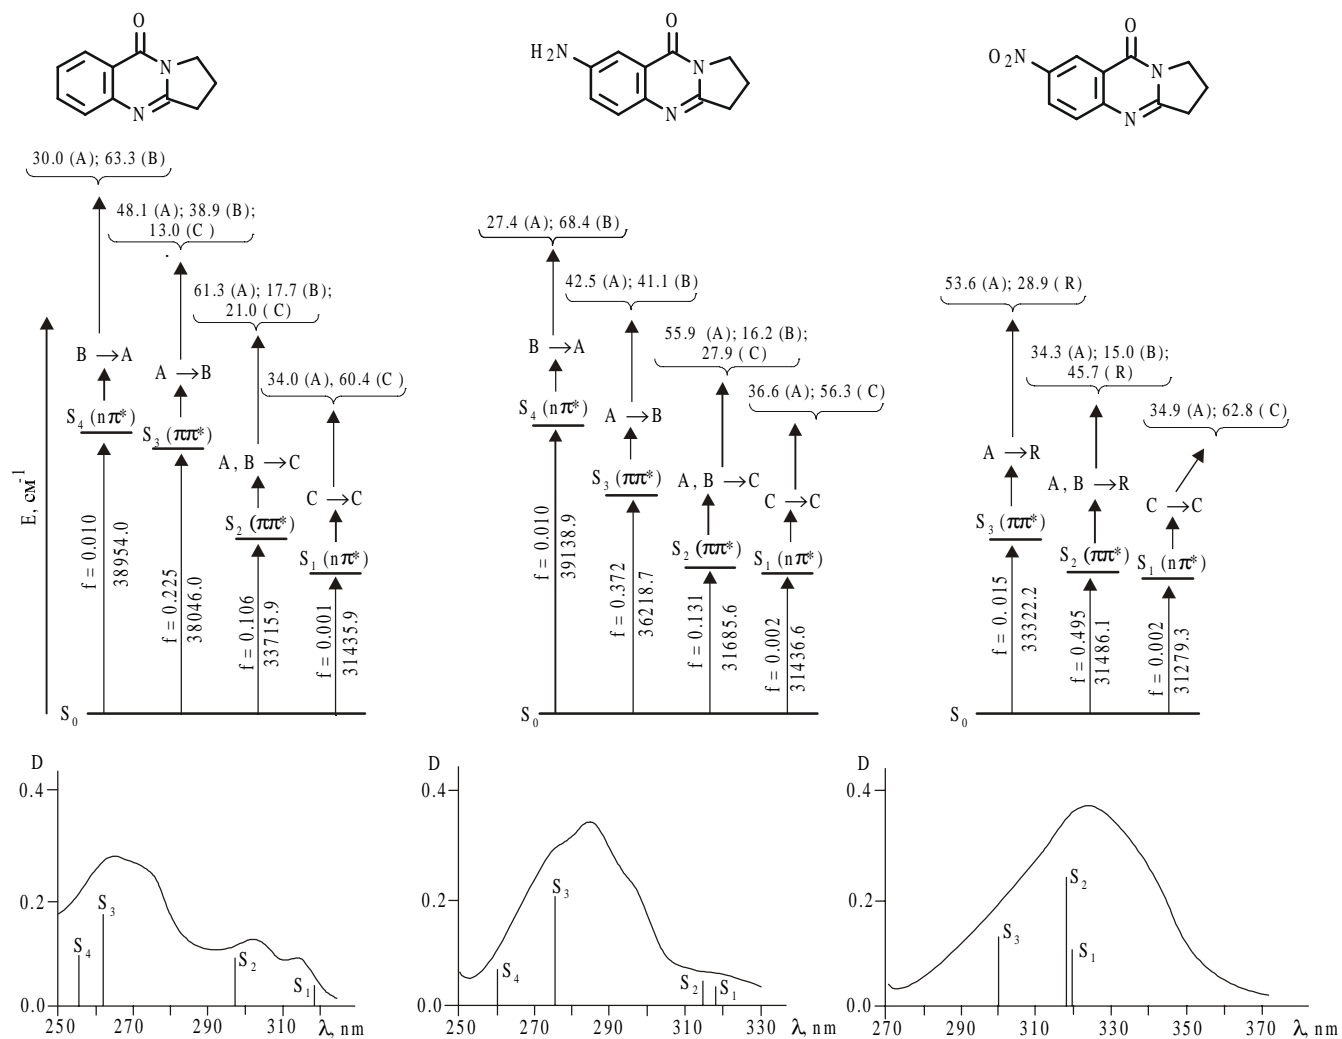 O
N
N
30.0 (A); 63.3 (B)
48.1 (A); 38.9 (B);
13.0 (C )
61.3 (A); 17.7 (B);
21.0 ( C)
34.0 (A), 60.4 (C )
B → A
A → B
A , B → C
C → C
S4 (nπ*)
S3 (ππ*)
S2 (ππ*)
S1 (nπ*)
E, см-1
f = 0.010
38954.0
f = 0.225
38046.0
f = 0.106
33715.9
f = 0.001
31435.9
S0
O
H2N
N
N
27.4 (A); 68.4 (B)
42.5 (A); 41.1 (B)
55.9 (A); 16.2 (B);
27.9 ( C)
36.6 (A); 56.3 (C )
B → A
A → B
A , B → C
C → C
S4 (nπ*)
S3 (ππ*)
S2 (ππ*)
S1 (nπ*)
f = 0.010
39138.9
f = 0.372
36218.7
f = 0.131
31685.6
f = 0.002
31436.6
S0
O
O2N
N
N
53.6 (A); 28.9 ( R)
34.3 (A); 15.0 (B);
45.7 ( R)
34.9 (A); 62.8 ( C)
A → R
A , B → R
C → C
S3 (ππ*)
S2 (ππ*)
S1 (nπ*)
f = 0. 015
33322.2
f = 0.495
31486.1
f = 0.002
31279.3
S0
D
0.4
0.2
0.0
S4
S3
S2
S1
250 270 290 310 λ, nm
D
0.4
0.2
0.0
S4
S3
S2
S1
250 270 290 310 330 λ, nm
D
0.4
0.2
0.0
S3
S2
S1
270 290 310 330 350 370 λ, nm